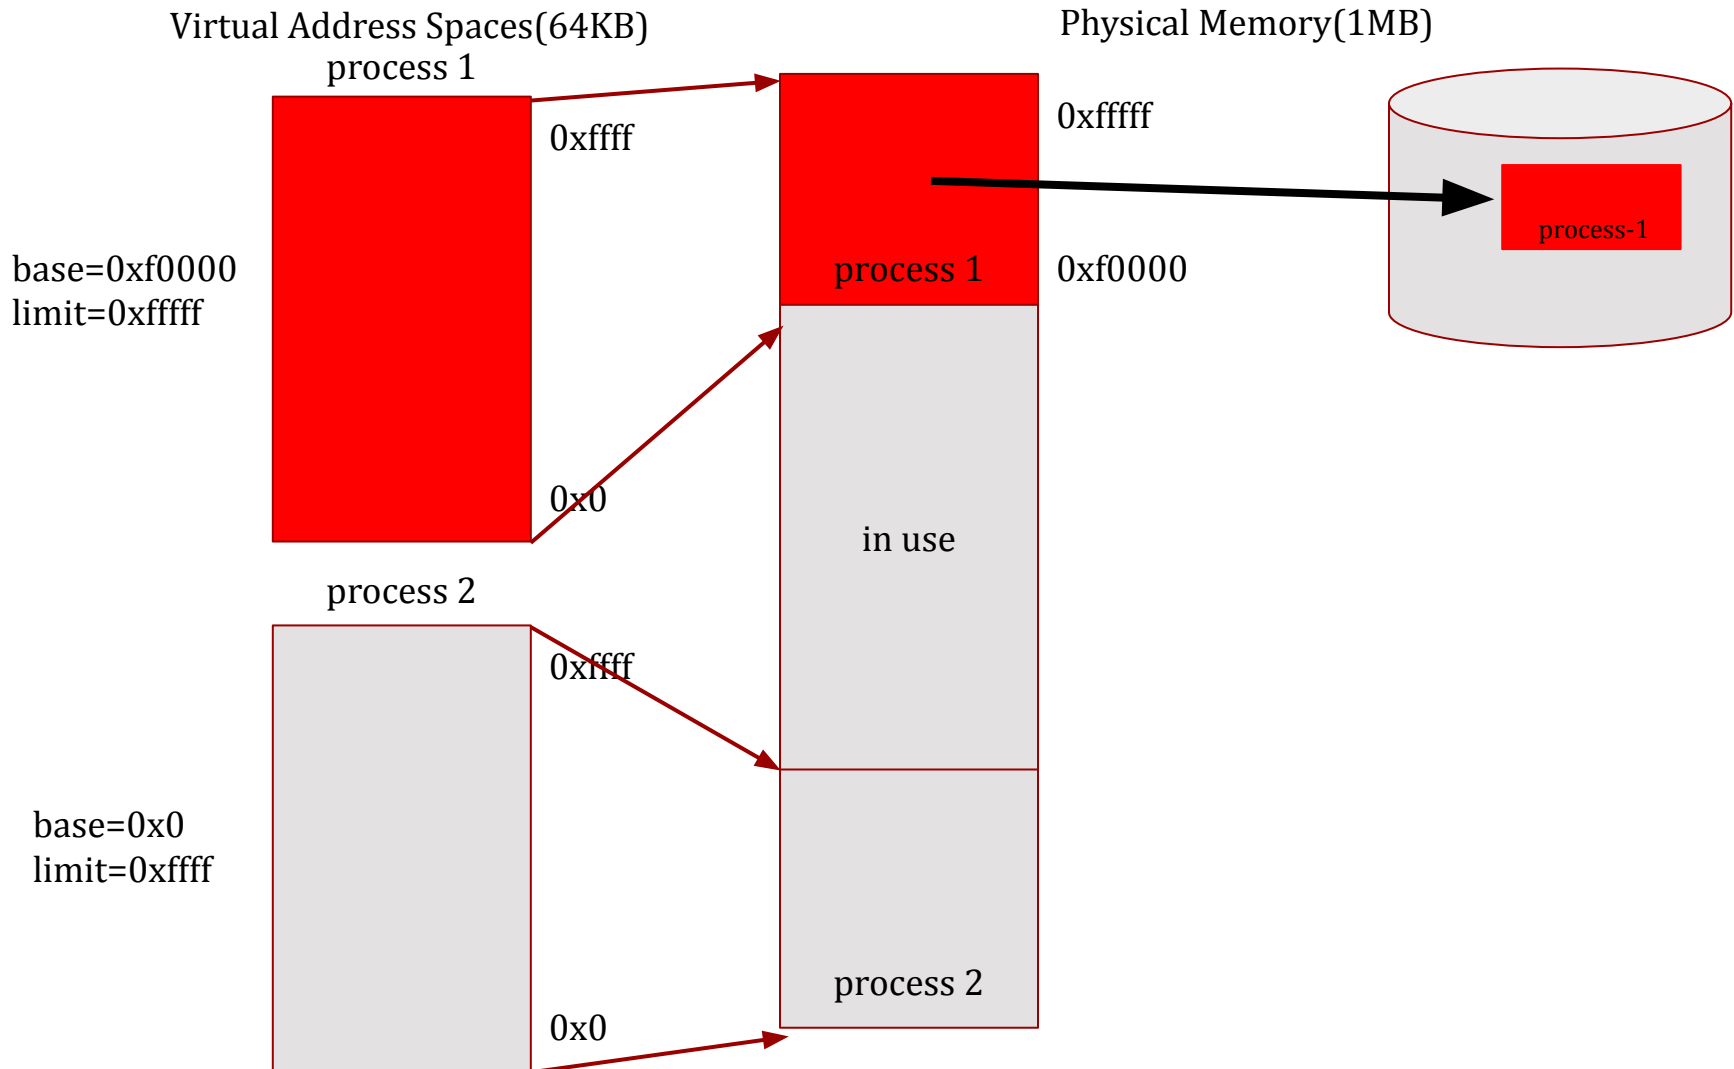 Virtual Address Spaces(64KB)
Physical Memory(1MB)
process 1
0xffff
0xfffff
process-1
base=0xf0000
limit=0xfffff
process 1
0xf0000
0x0
in use
process 2
0xffff
base=0x0
limit=0xffff
process 2
0x0